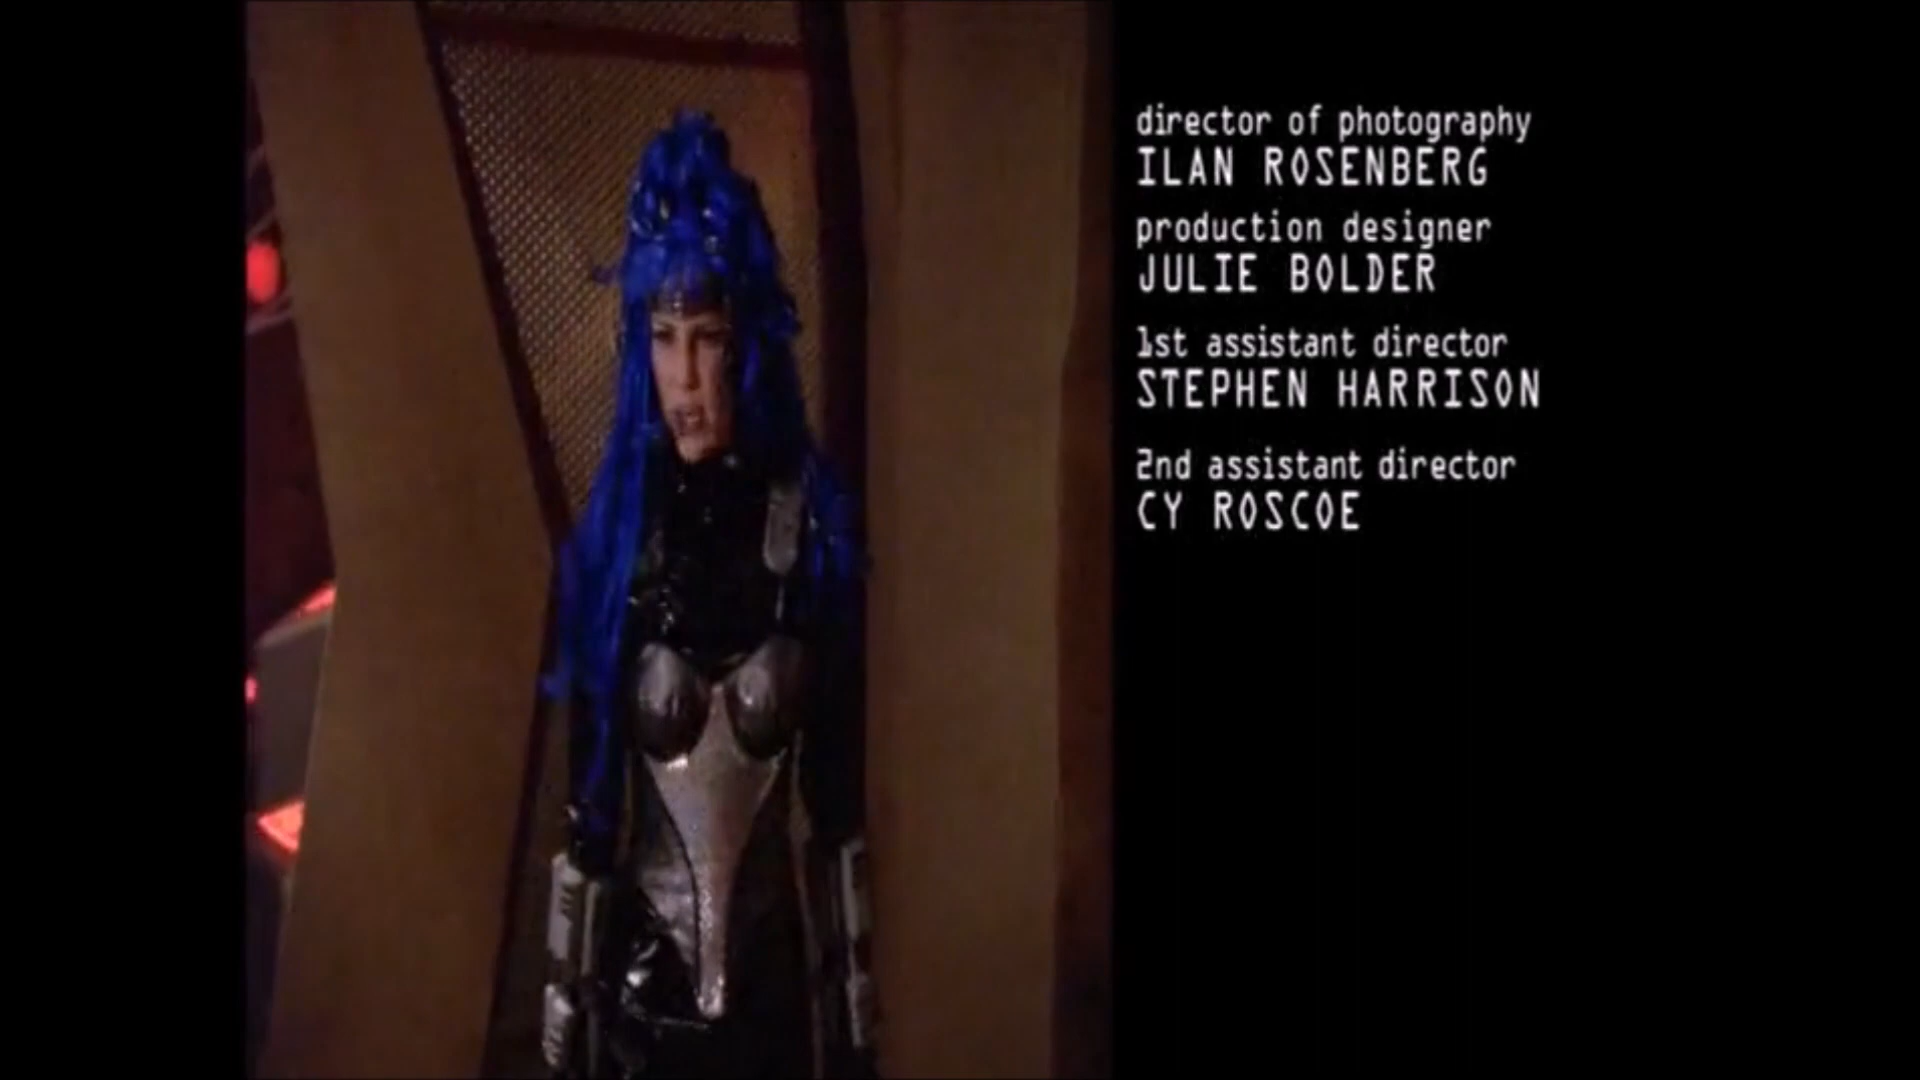 director of photography
ILAN ROSENBERG
production designer
JULIE BOLDER
1st assistant director
STEPHEN HARRISON
2nd assistant director
CY ROSCOE